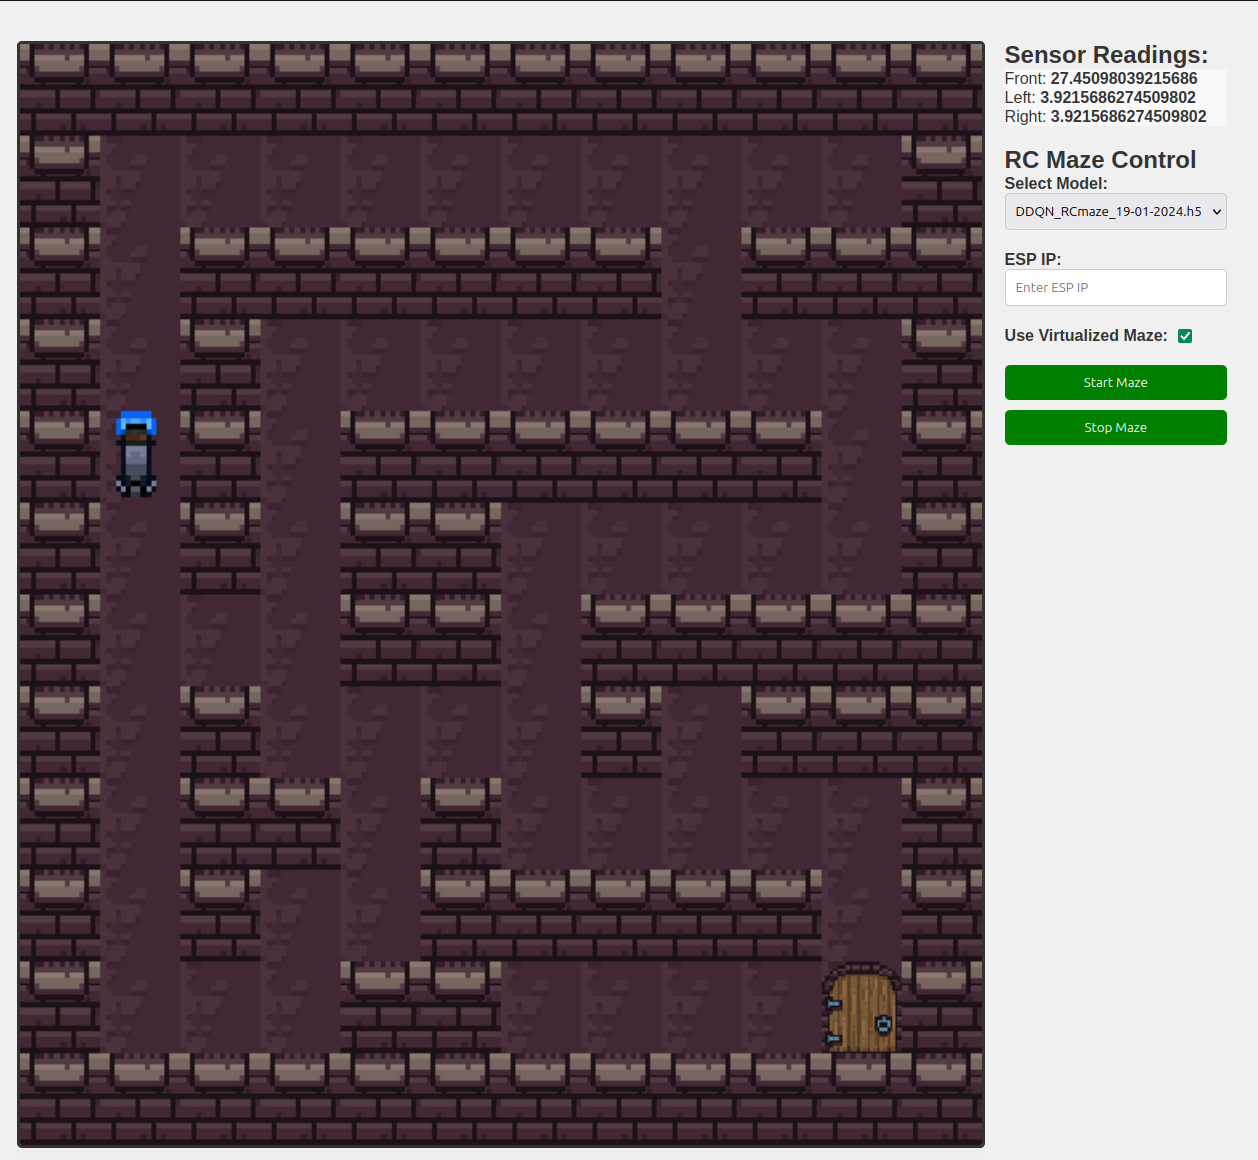 Sensor Readings:
Front: 27.45098039215686
Left: 3.9215686274509802
Right: 3.9215686274509802
RC Maze Control
Select Model:
DDQN_RCmaze_19-01-2024.h5
ESP IP:
Enter ESP IP
Use Virtualized Maze:
Start Maze
Stop Maze